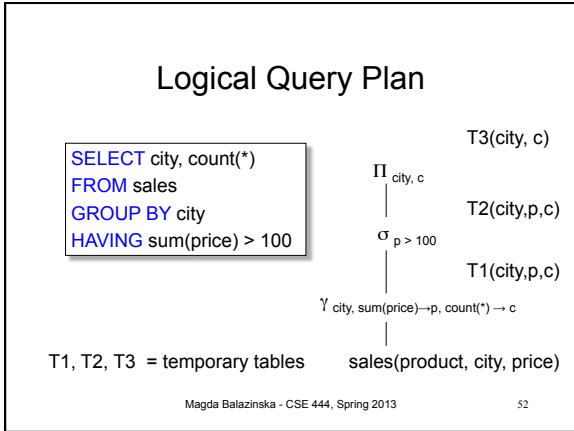 Logical Query Plan
SELECT city, count(*)
FROM sales
GROUP BY city
HAVING sum(price) > 100
T3(city, c)
Π city, c
T2(city,p,c)
σ p > 100
T1(city,p,c)
γ city, sum(price)→p, count(*) → c
T1, T2, T3 = temporary tables
sales(product, city, price)
Magda Balazinska - CSE 444, Spring 2013
52